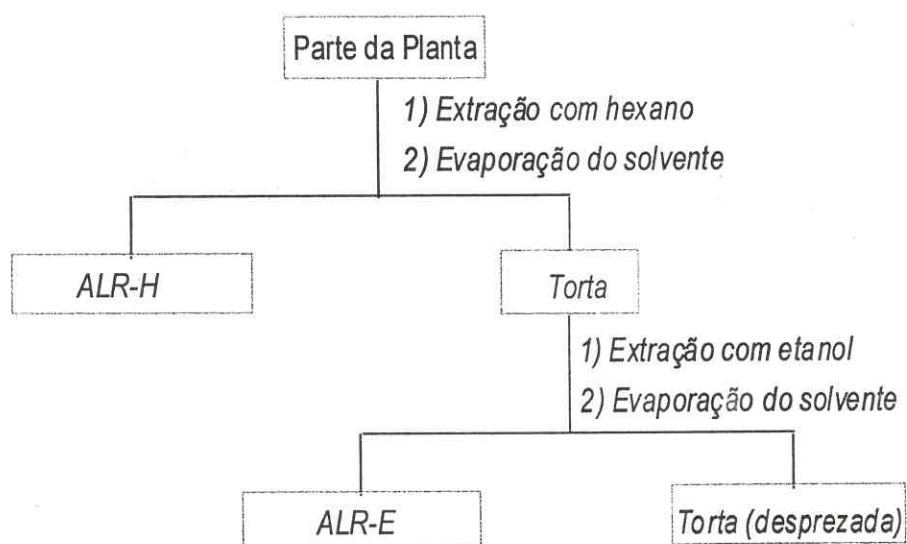 Parte da Planta
1) Extração com hexano
2) Evaporação do solvente
ALR-H
Torta
1) Extração com etanol
2) Evaporação do solvente
ALR-E
Torta (desprezada)